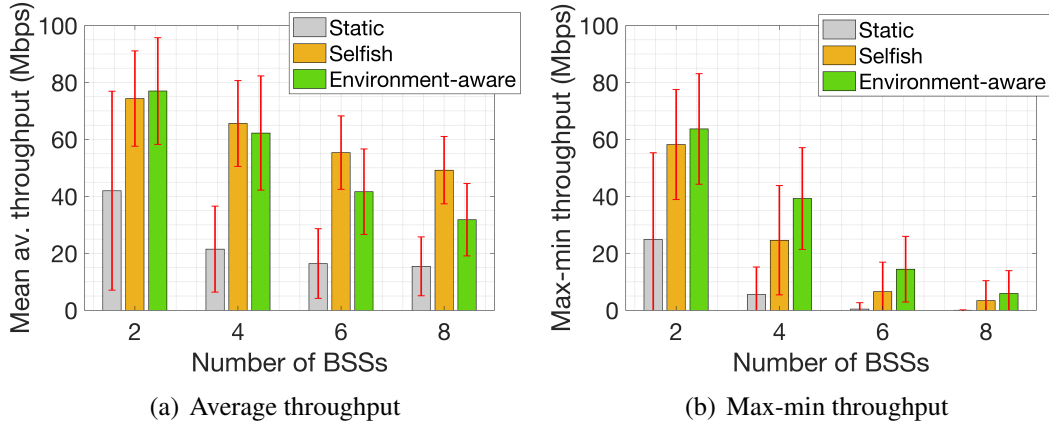 Mean av. throughput (Mbps)
100
80
60
40
20
0
Static
Selfish
Environment-aware
2 4 6 8
Number of BSSs
(a) Average throughput
Max-min throughput (Mbps)
100
80
60
40
20
0
Static
Selfish
Environment-aware
2 4 6 8
Number of BSSs
(b) Max-min throughput